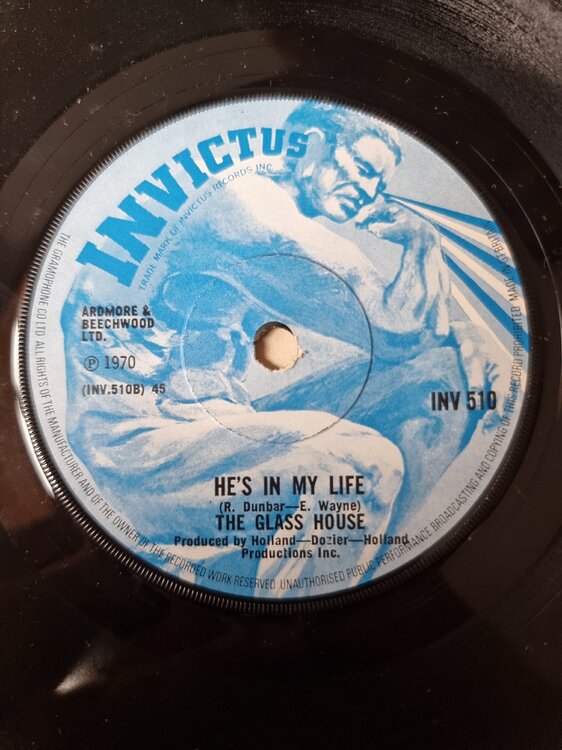 INVICTUS
TRADE MARK OF INVICTUS RECORDS INC
THE GRAMOPHONE CO LTD. ALL RIGHTS OF THE MANUFACTURER AND OF THE OWNER OF THE RECORDED WORK RESERVED. UNAUTHORISED PUBLIC PERFORMANCE BROADCASTING AND COPYING OF THIS RECORD PROHIBITED. MADE IN GT BRITAIN
ARDMORE &
BEECHWOOD
LTD.
Ⓟ 1970
(INV.510B) 45
INV 510
HE'S IN MY LIFE
(R. Dunbar—E. Wayne)
THE GLASS HOUSE
Produced by Holland—Dozier—Holland
Productions Inc.